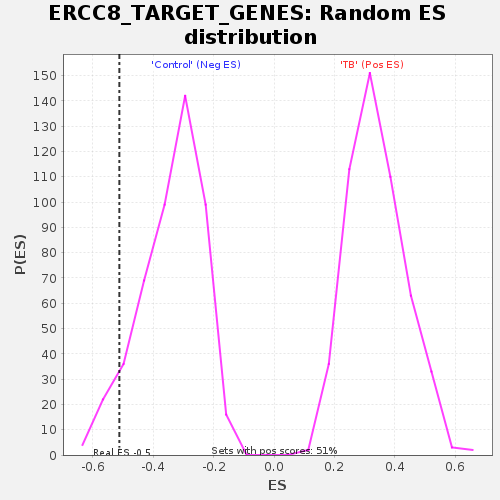 ERCC8_TARGET_GENES: Random ES
distribution
'Control' (Neg ES)
'TB' (Pos ES)
150
140
130
120
110
100
90
80
70
60
50
40
30
20
10
0
P(ES)
Real ES -0.5
Sets with pos scores: 51%
-0.6
-0.4
-0.2
0.0
0.2
0.4
0.6
ES